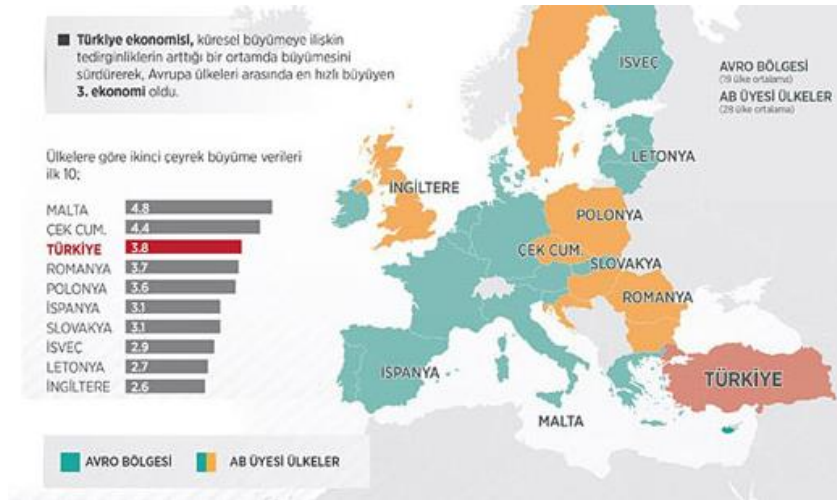 ■ Türkiye ekonomisi, küresel büyümeye ilişkin
tedirginliklerin arttığı bir ortamda büyümesini
sürdürerek, Avrupa ülkeleri arasında en hızlı büyüyen
3. ekonomi oldu.
Ülkelere göre ikinci çeyrek büyüme verileri
ilk 10;
MALTA 4.8
ÇEK CUM. 4.4
TÜRKİYE 3.8
ROMANYA 3.7
POLONYA 3.6
İSPANYA 3.1
SLOVAKYA 3.1
İSVEÇ 2.9
LETONYA 2.7
İNGİLTERE 2.6
AVRO BÖLGESİ
(19 ülke ortalama)
AB ÜYESİ ÜLKELER
(28 ülke ortalama)
İSVEÇ
LETONYA
İNGİLTERE
POLONYA
ÇEK CUM.
SLOVAKYA
ROMANYA
İSPANYA
TÜRKİYE
MALTA
AVRO BÖLGESİ
AB ÜYESİ ÜLKELER